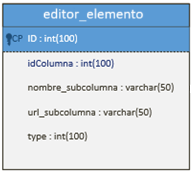 editor_elemento
CP ID : int(100)
idColumna : int(100)
nombre_subcolumna : varchar(50)
url_subcolumna : varchar(50)
type : int(100)